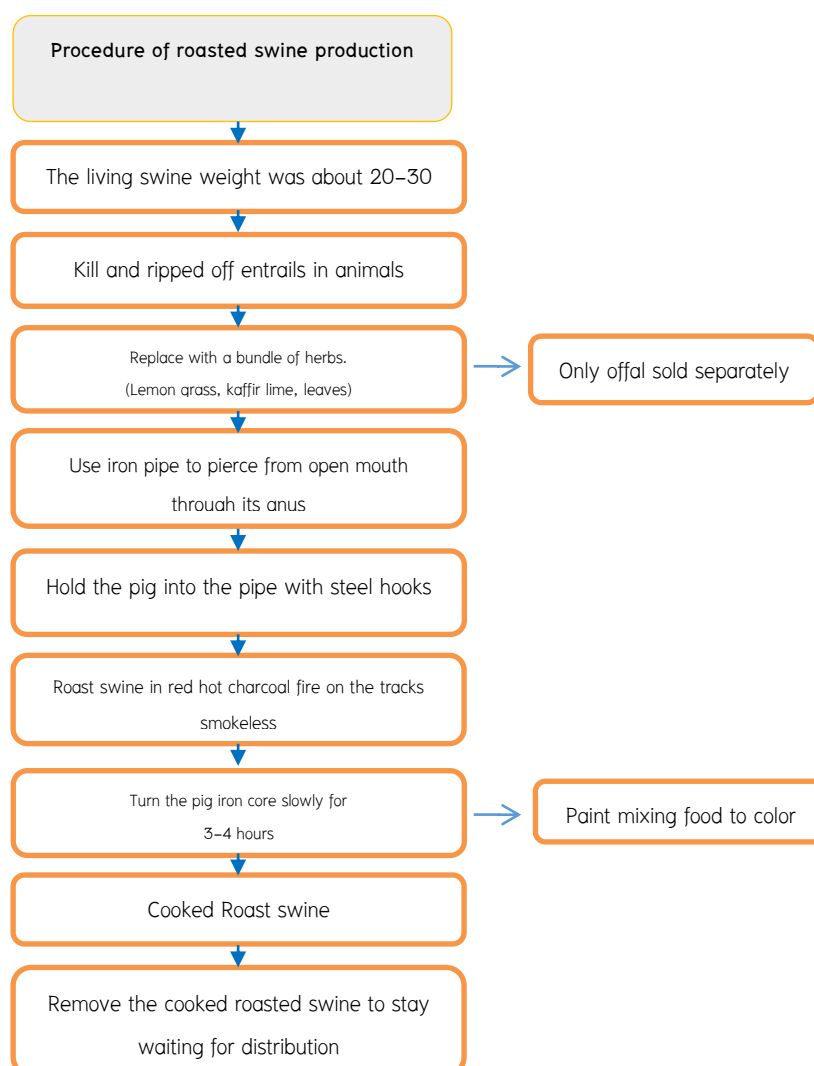 Procedure of roasted swine production
The living swine weight was about 20–30
Kill and ripped off entrails in animals
Replace with a bundle of herbs.
(Lemon grass, kaffir lime, leaves)
Only offal sold separately
Use iron pipe to pierce from open mouth
through its anus
Hold the pig into the pipe with steel hooks
Roast swine in red hot charcoal fire on the tracks
smokeless
Turn the pig iron core slowly for
3–4 hours
Paint mixing food to color
Cooked Roast swine
Remove the cooked roasted swine to stay
waiting for distribution